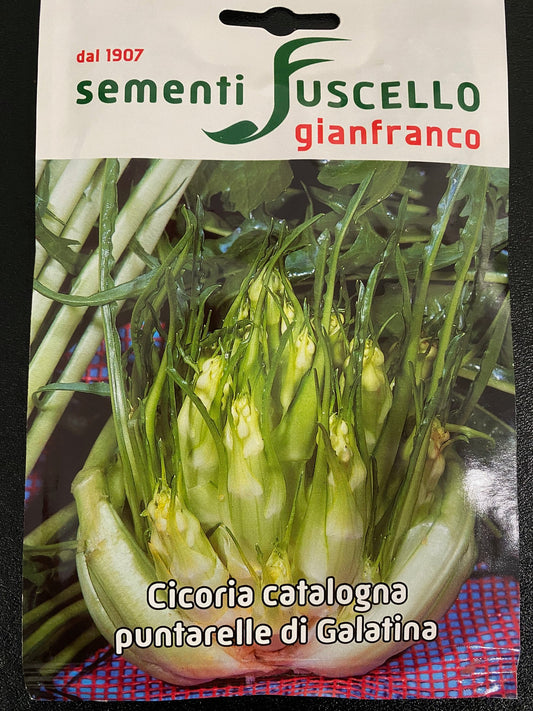 dal 1907
sementi FUSCELLO
gianfranco
Cicoria catalogna
puntarelle di Galatina